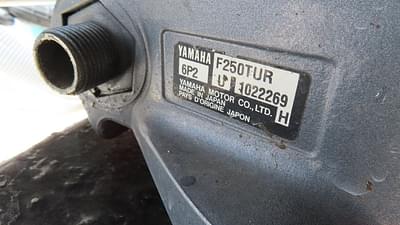 YAMAHA F250TUR
6P2 U 1022269
YAMAHA MOTOR CO., LTD.
MADE IN JAPAN
PAYS D'ORIGINE JAPON H